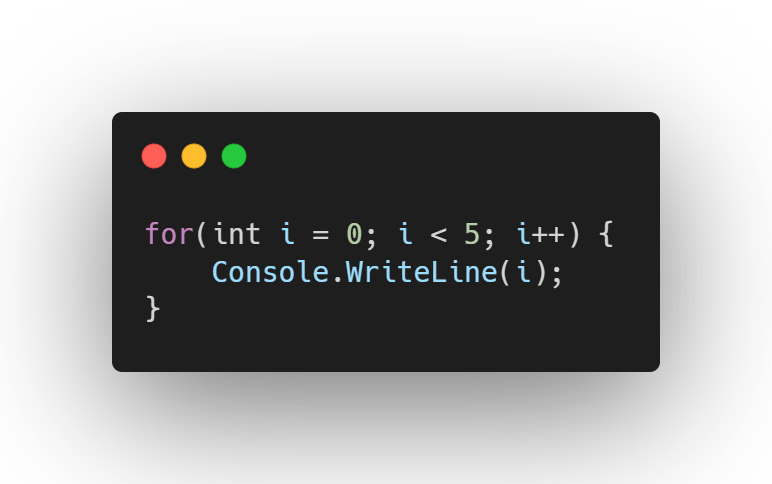 for(int i = 0; i < 5; i++) {
    Console.WriteLine(i);
}